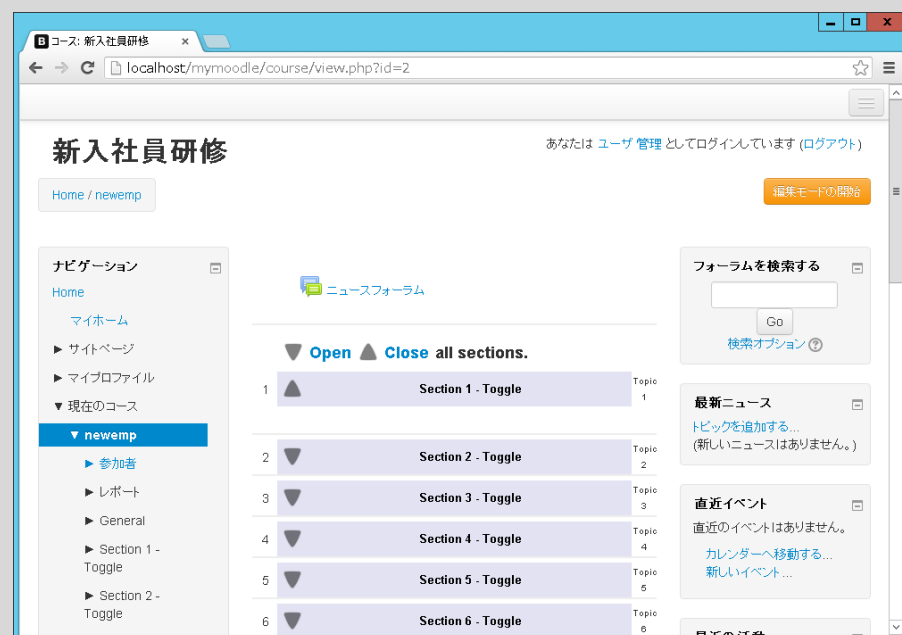 コース: 新入社員研修
localhost/mymoodle/course/view.php?id=2
新入社員研修
あなたは ユーザ 管理 としてログインしています (ログアウト)
Home / newemp
編集モードの開始
ナビゲーション
Home
マイホーム
▶ サイトページ
▶ マイプロファイル
▼ 現在のコース
▼ newemp
▶ 参加者
▶ レポート
▶ General
▶ Section 1 -
Toggle
▶ Section 2 -
Toggle
ニュースフォーラム
Open Close all sections.
1 Section 1 - Toggle Topic 1
2 Section 2 - Toggle Topic 2
3 Section 3 - Toggle Topic 3
4 Section 4 - Toggle Topic 4
5 Section 5 - Toggle Topic 5
6 Section 6 - Toggle Topic 6
フォーラムを検索する
Go
検索オプション ?
最新ニュース
トピックを追加する...
(新しいニュースはありません。)
直近イベント
直近のイベントはありません。
カレンダーへ移動する...
新しいイベント ...
最近の活動